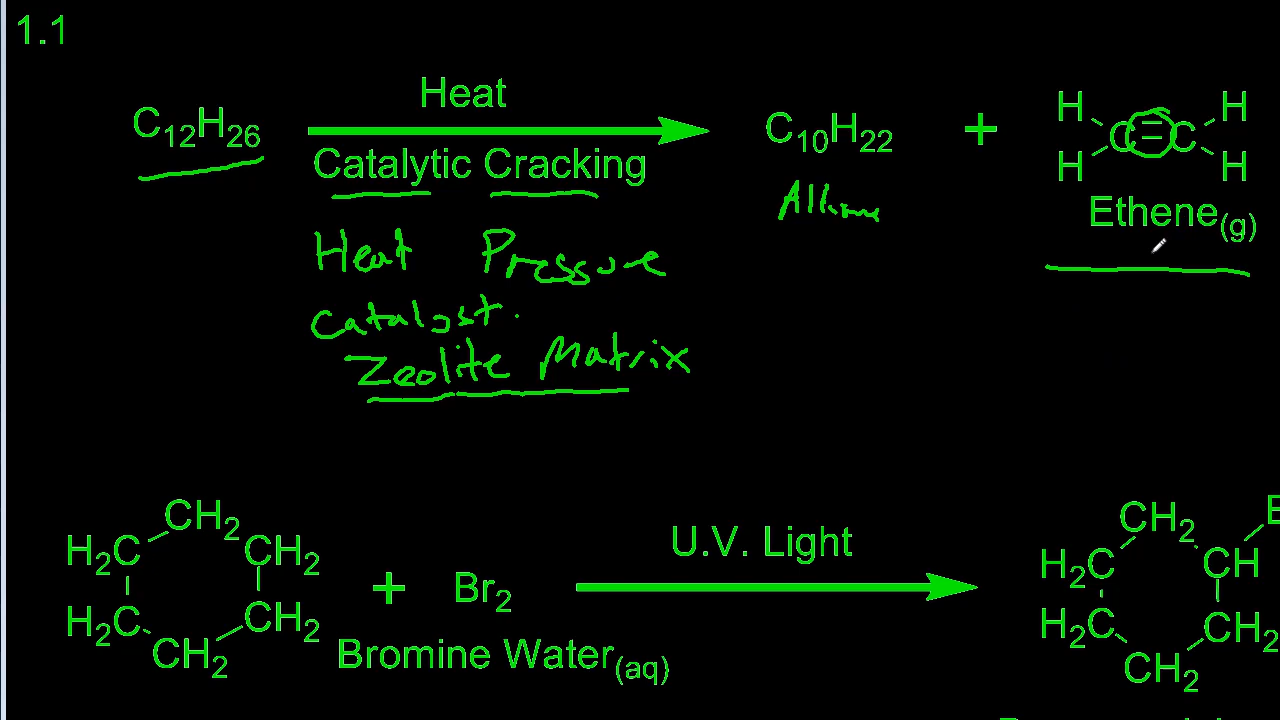 1.1
Heat
C12H26 → C10H22 + H H C=C H H
Catalytic Cracking
Ethene(g)
Heat Pressure
Catalyst.
Zeolite Matrix
U.V. Light
H2C CH2 CH2 H2C CH2 CH2 + Br2 → H2C CH2 CH H2C CH2 CH2
Bromine Water(aq)